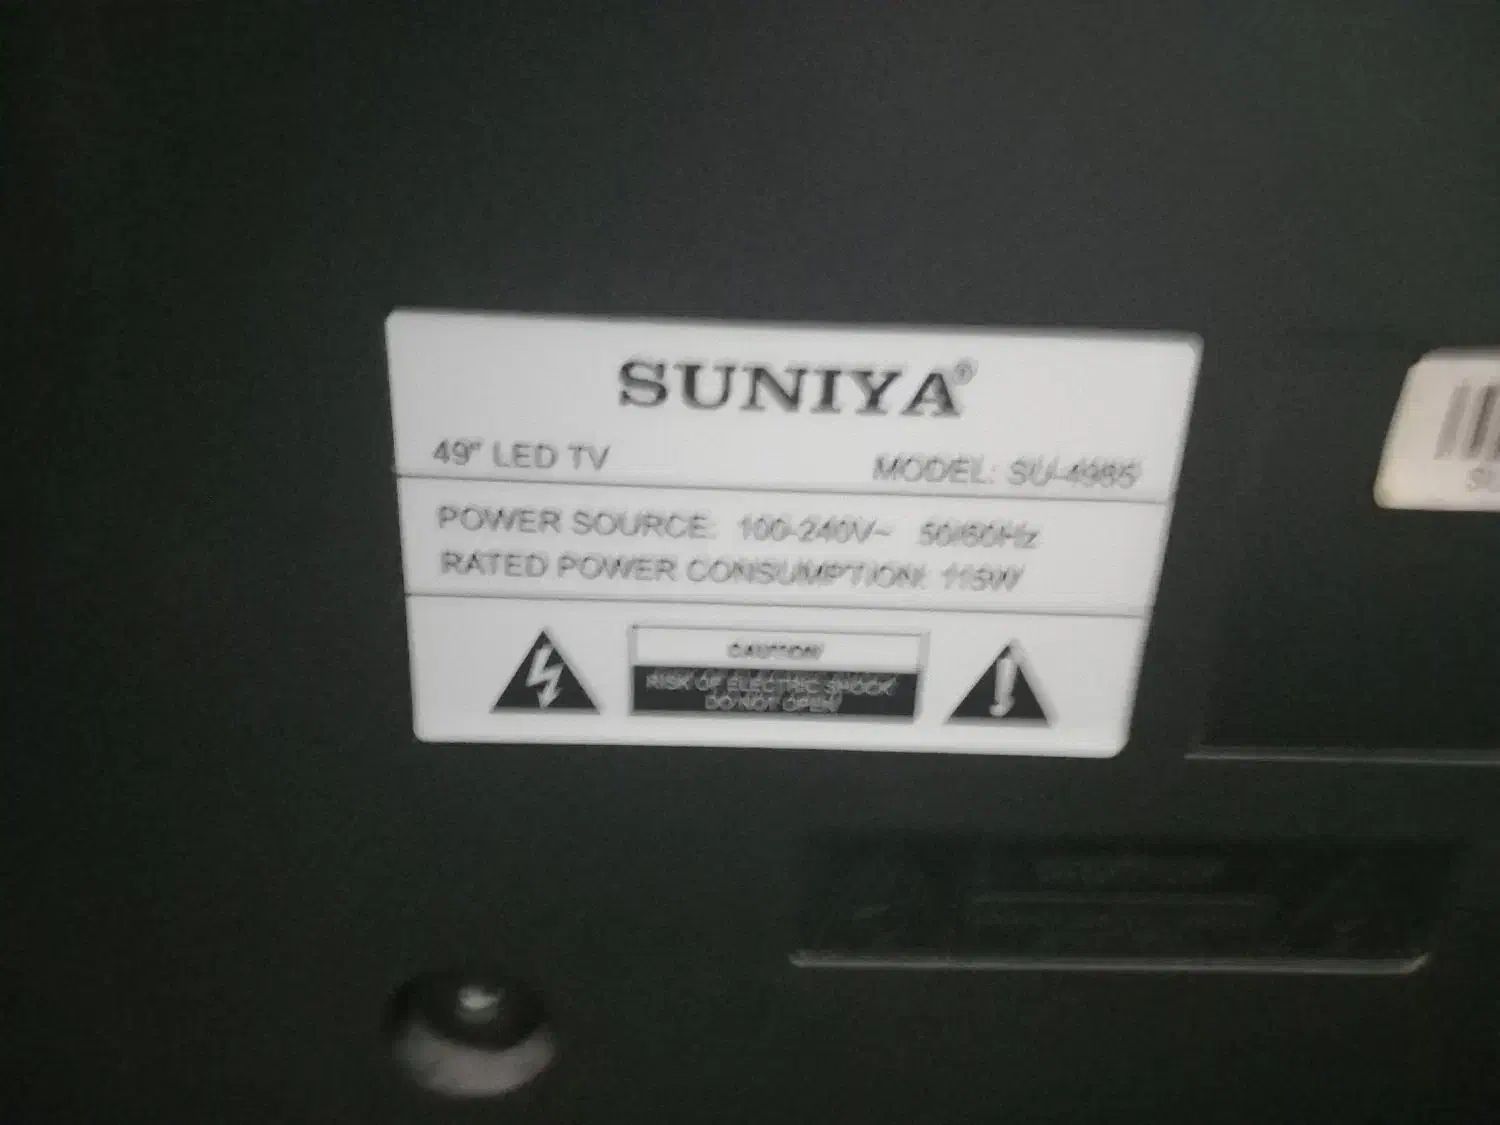 SUNIYA®
49" LED TV MODEL: SU-4985
POWER SOURCE: 100-240V~ 50/60Hz
RATED POWER CONSUMPTION: 115W
CAUTION
RISK OF ELECTRIC SHOCK
DO NOT OPEN